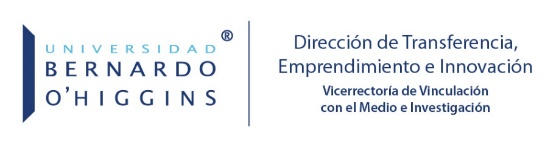 UNIVERSIDAD
BERNARDO
O'HIGGINS
®
Dirección de Transferencia,
Emprendimiento e Innovación
Vicerrectoría de Vinculación
con el Medio e Investigación